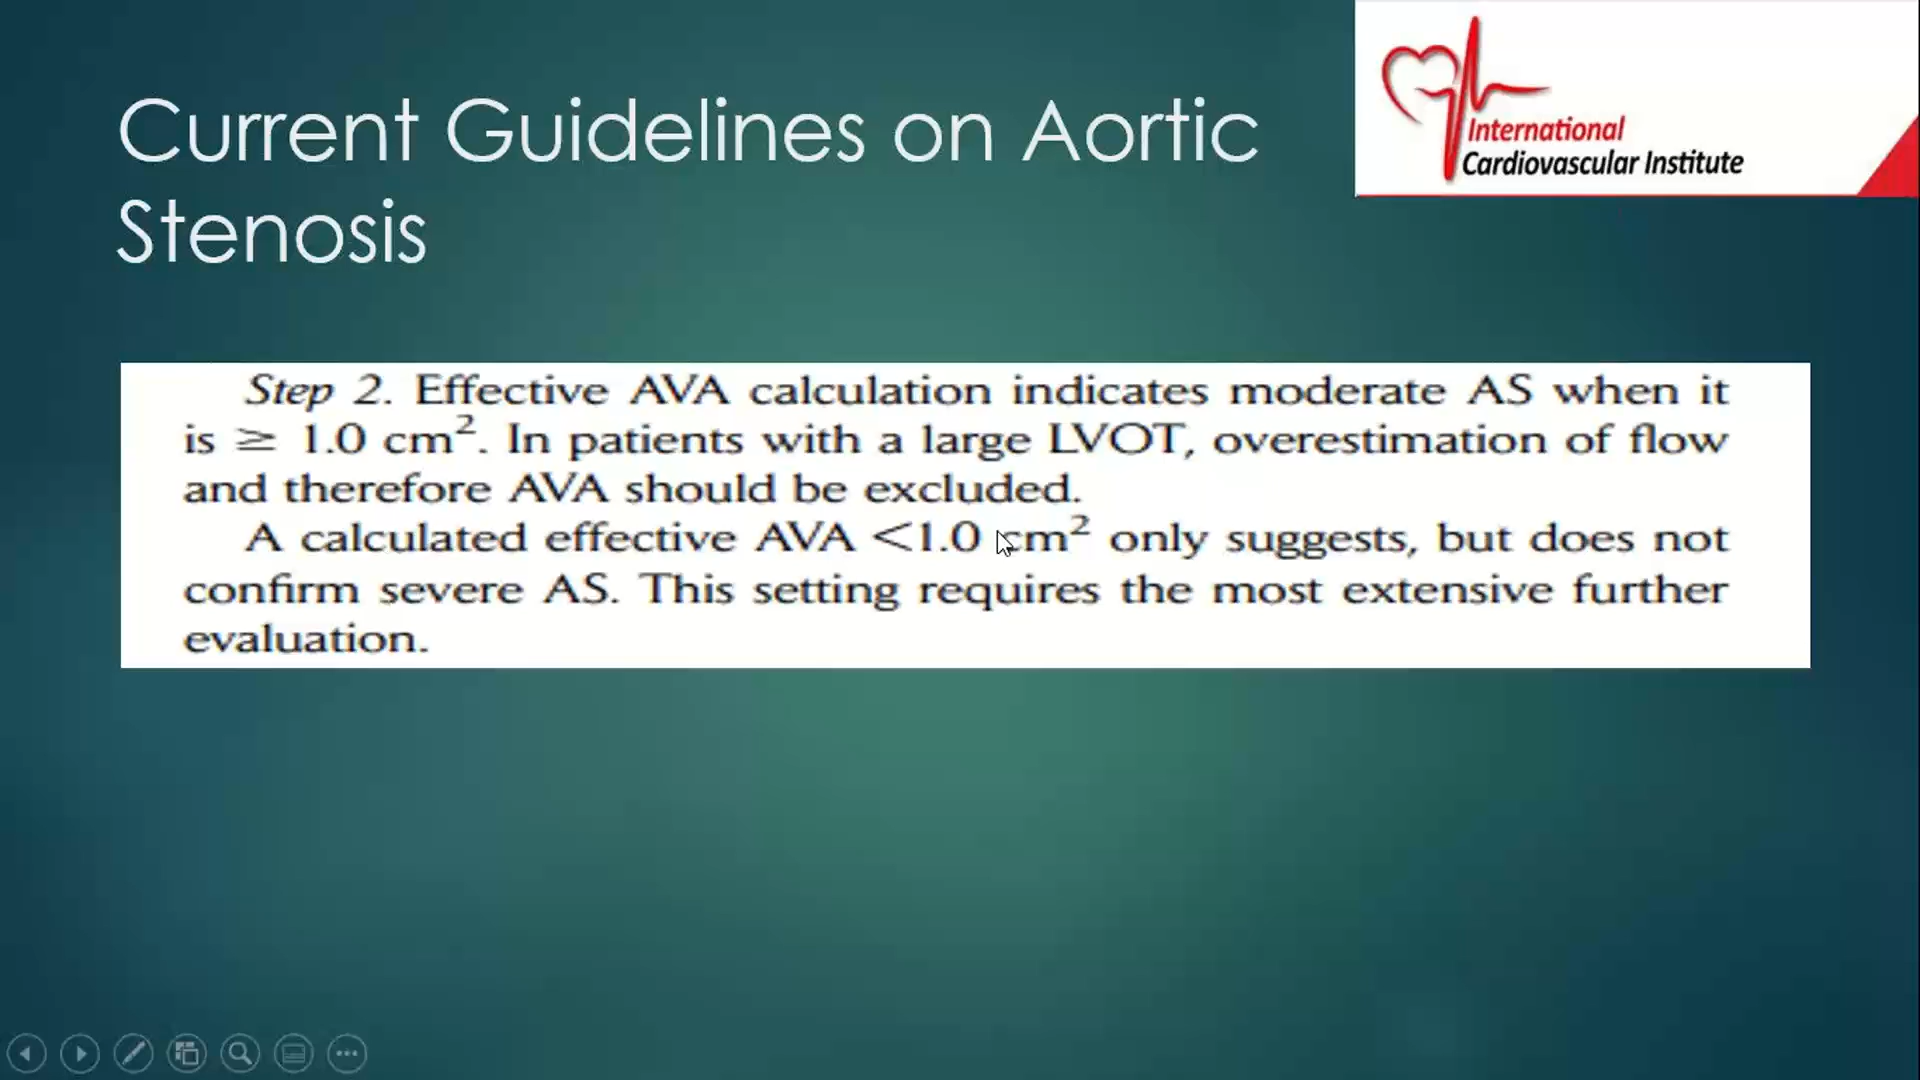 Current Guidelines on Aortic
Stenosis
International
Cardiovascular Institute
Step 2. Effective AVA calculation indicates moderate AS when it
is ≥ 1.0 cm². In patients with a large LVOT, overestimation of flow
and therefore AVA should be excluded.
A calculated effective AVA <1.0 cm² only suggests, but does not
confirm severe AS. This setting requires the most extensive further
evaluation.